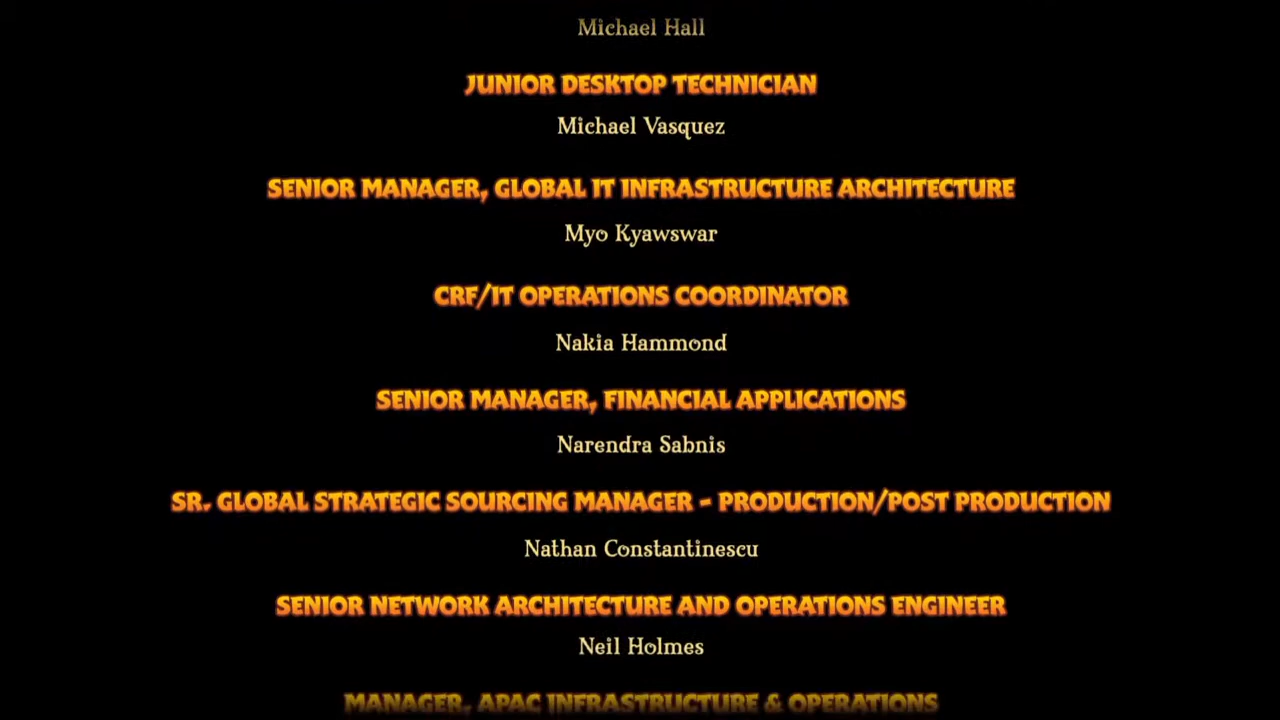 Michael Hall
JUNIOR DESKTOP TECHNICIAN
Michael Vasquez
SENIOR MANAGER, GLOBAL IT INFRASTRUCTURE ARCHITECTURE
Myo Kyawswar
CRF/IT OPERATIONS COORDINATOR
Nakia Hammond
SENIOR MANAGER, FINANCIAL APPLICATIONS
Narendra Sabnis
SR. GLOBAL STRATEGIC SOURCING MANAGER - PRODUCTION/POST PRODUCTION
Nathan Constantinescu
SENIOR NETWORK ARCHITECTURE AND OPERATIONS ENGINEER
Neil Holmes
MANAGER, APAC INFRASTRUCTURE & OPERATIONS